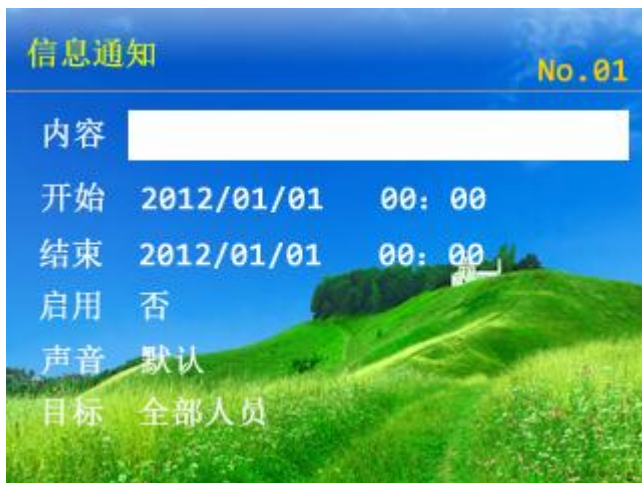 信息通知
No.01
内容
开始 2012/01/01 00：00
结束 2012/01/01 00：00
启用 否
声音 默认
目标 全部人员